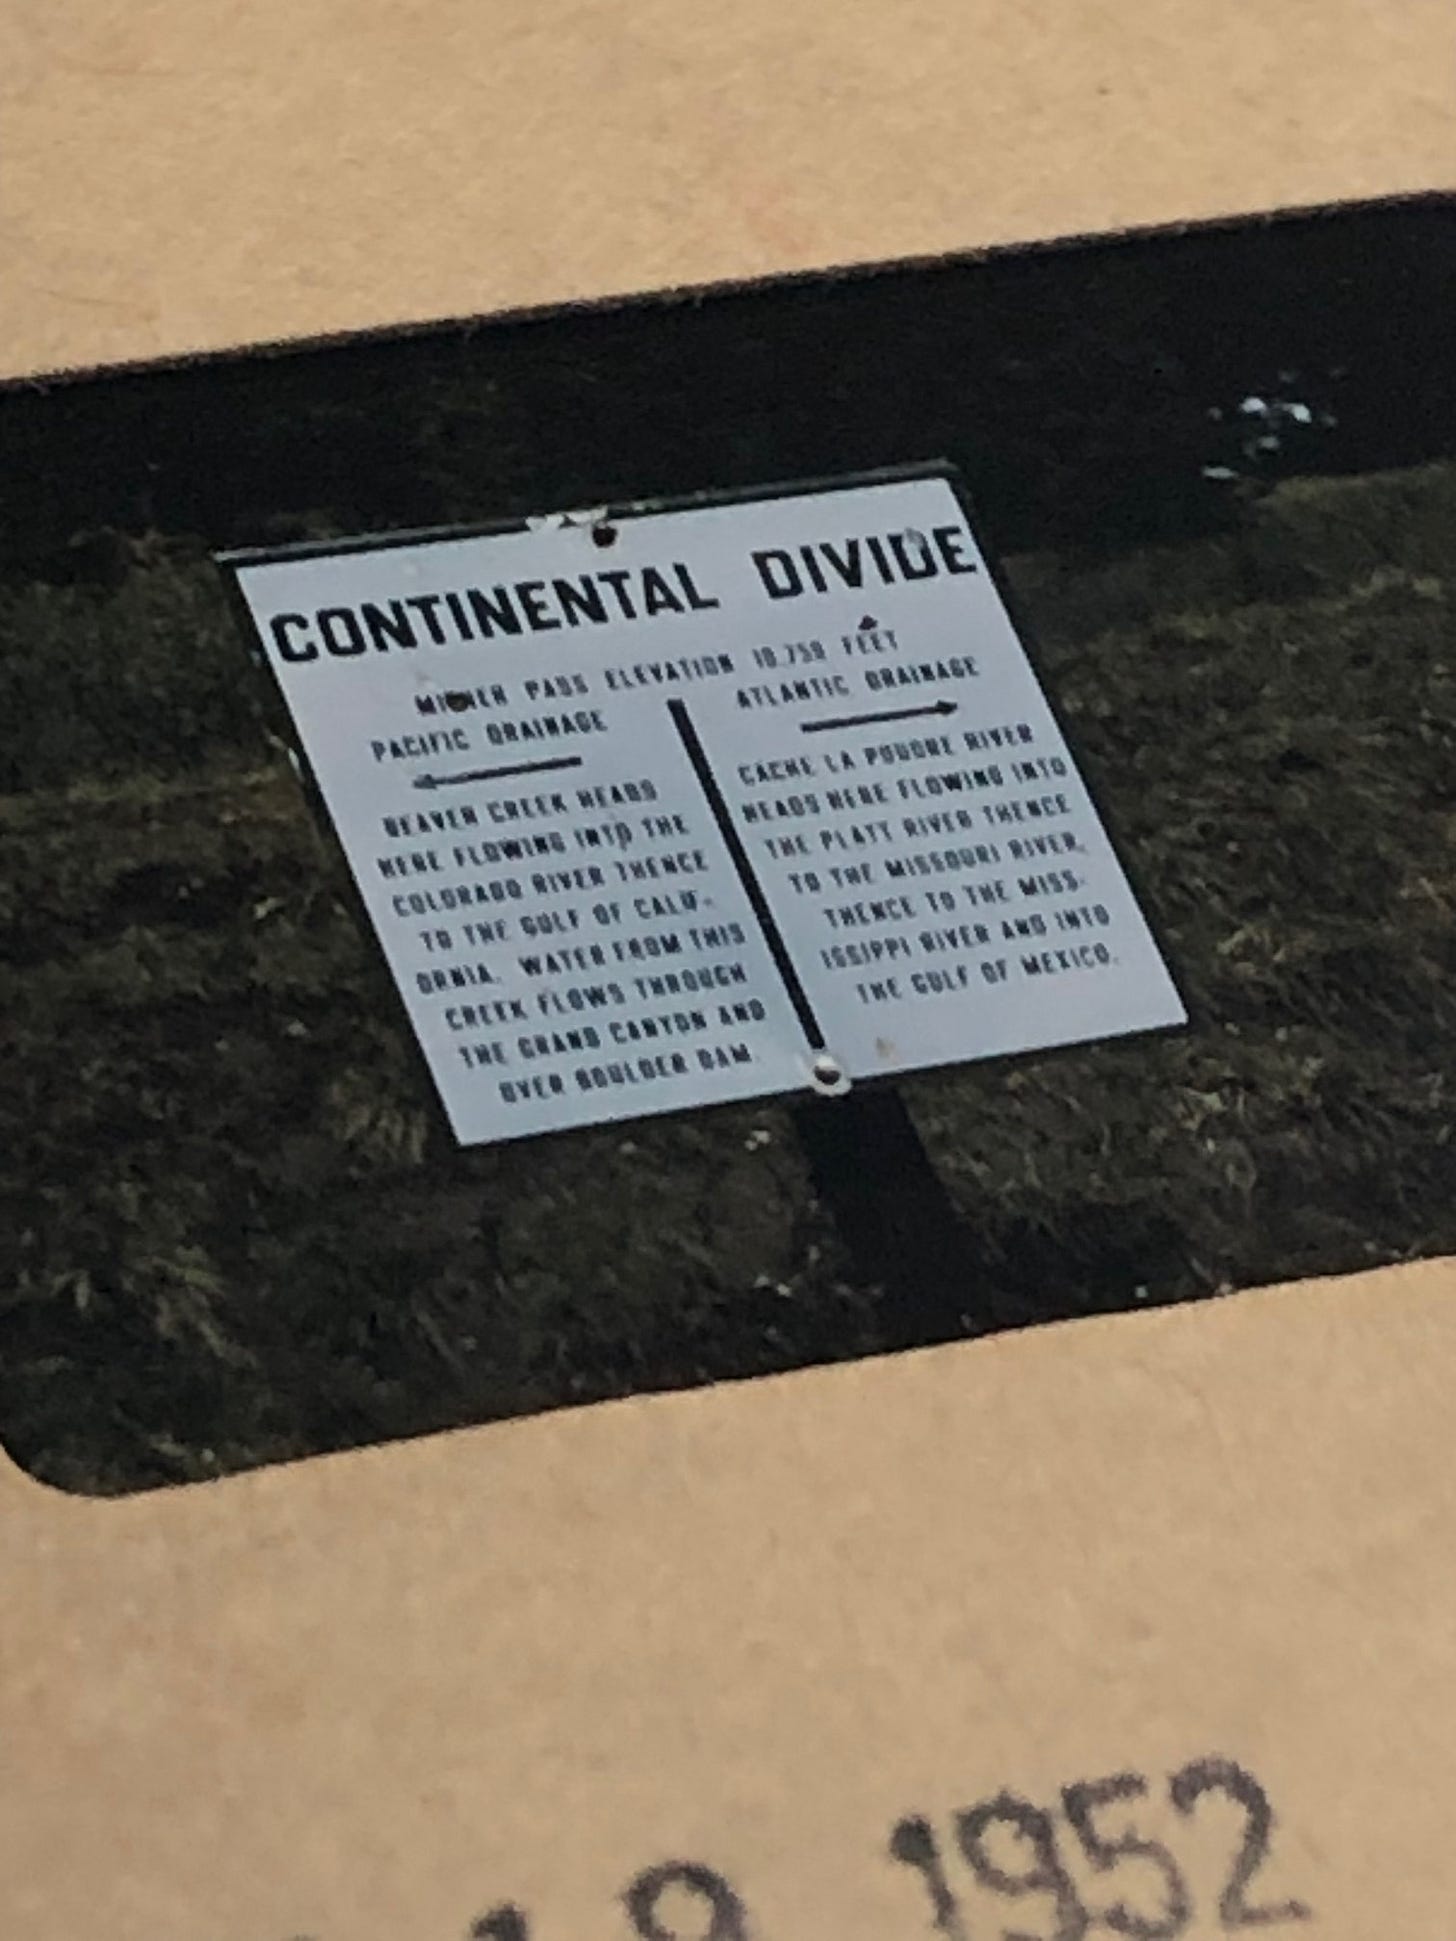 CONTINENTAL DIVIDE
MILNER PASS ELEVATION 10,759 FEET
PACIFIC DRAINAGE
BEAVER CREEK HEADS
HERE FLOWING INTO THE
COLORADO RIVER THENCE
TO THE GULF OF CALIF-
ORNIA. WATER FROM THIS
CREEK FLOWS THROUGH
THE GRAND CANYON AND
OVER BOULDER DAM.
ATLANTIC DRAINAGE
CACHE LA POUDRE RIVER
HEADS HERE FLOWING INTO
THE PLATT RIVER THENCE
TO THE MISSOURI RIVER,
THENCE TO THE MISS-
ISSIPPI RIVER AND INTO
THE GULF OF MEXICO.
1952